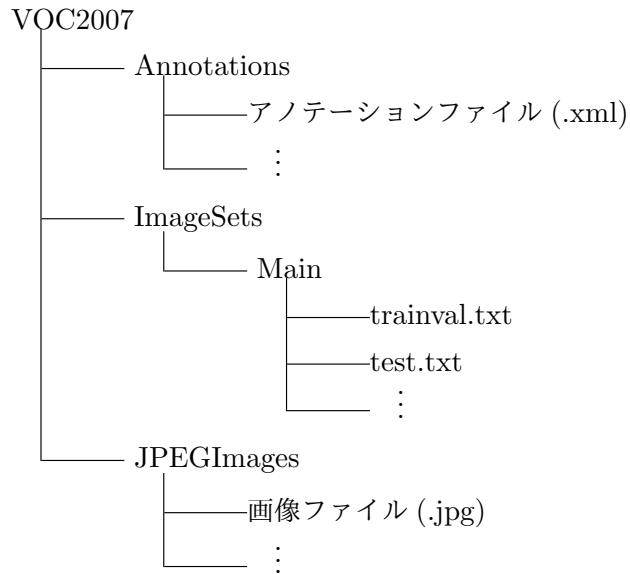 VOC2007
Annotations
アノテーションファイル (.xml)
⋮
ImageSets
Main
trainval.txt
test.txt
⋮
JPEGImages
画像ファイル (.jpg)
⋮